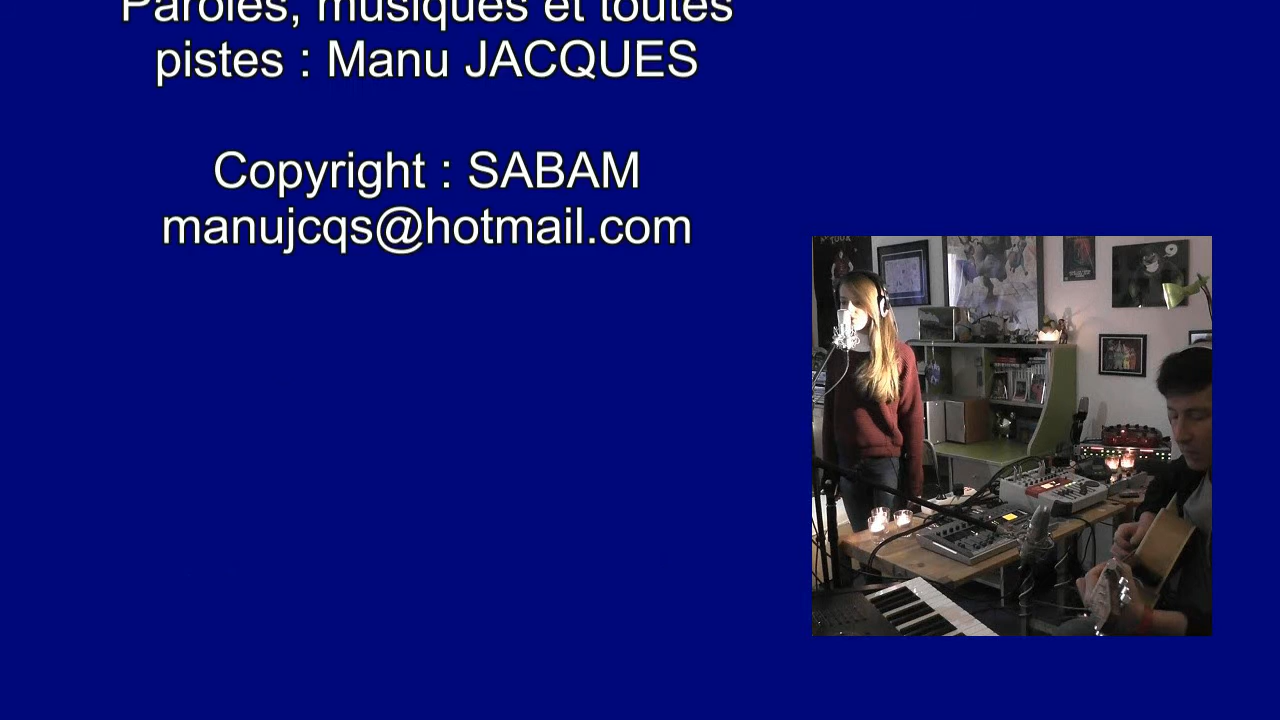 Paroles, musiques et toutes
pistes : Manu JACQUES
Copyright : SABAM
manujcqs@hotmail.com